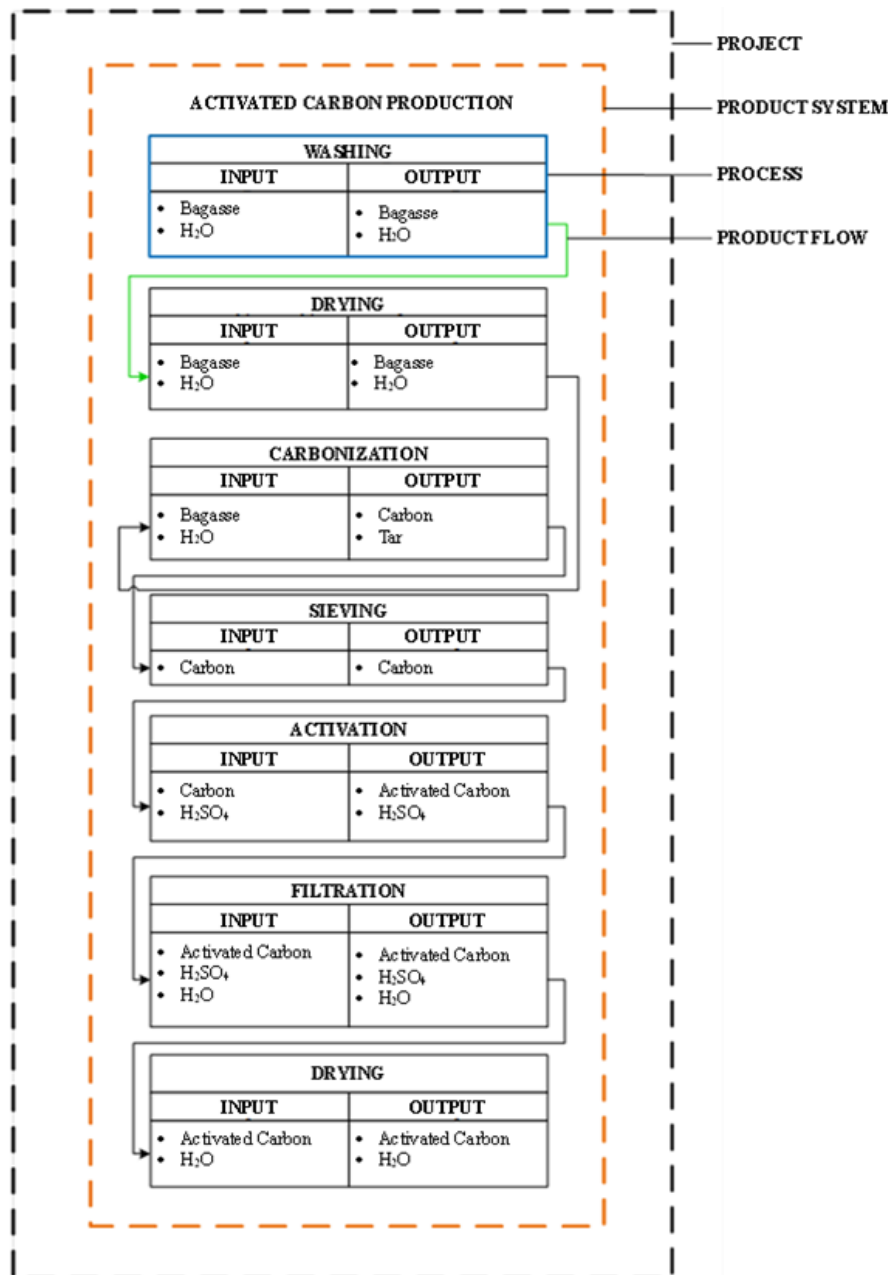 PROJECT
PRODUCT SYSTEM
ACTIVATED CARBON PRODUCTION
WASHING
PROCESS
INPUT OUTPUT
• Bagasse • Bagasse
• H₂O • H₂O
PRODUCT FLOW
DRYING
INPUT OUTPUT
• Bagasse • Bagasse
• H₂O • H₂O
CARBONIZATION
INPUT OUTPUT
• Bagasse • Carbon
• H₂O • Tar
SIEVING
INPUT OUTPUT
• Carbon • Carbon
ACTIVATION
INPUT OUTPUT
• Carbon • Activated Carbon
• H₂SO₄ • H₂SO₄
FILTRATION
INPUT OUTPUT
• Activated Carbon • Activated Carbon
• H₂SO₄ • H₂SO₄
• H₂O • H₂O
DRYING
INPUT OUTPUT
• Activated Carbon • Activated Carbon
• H₂O • H₂O